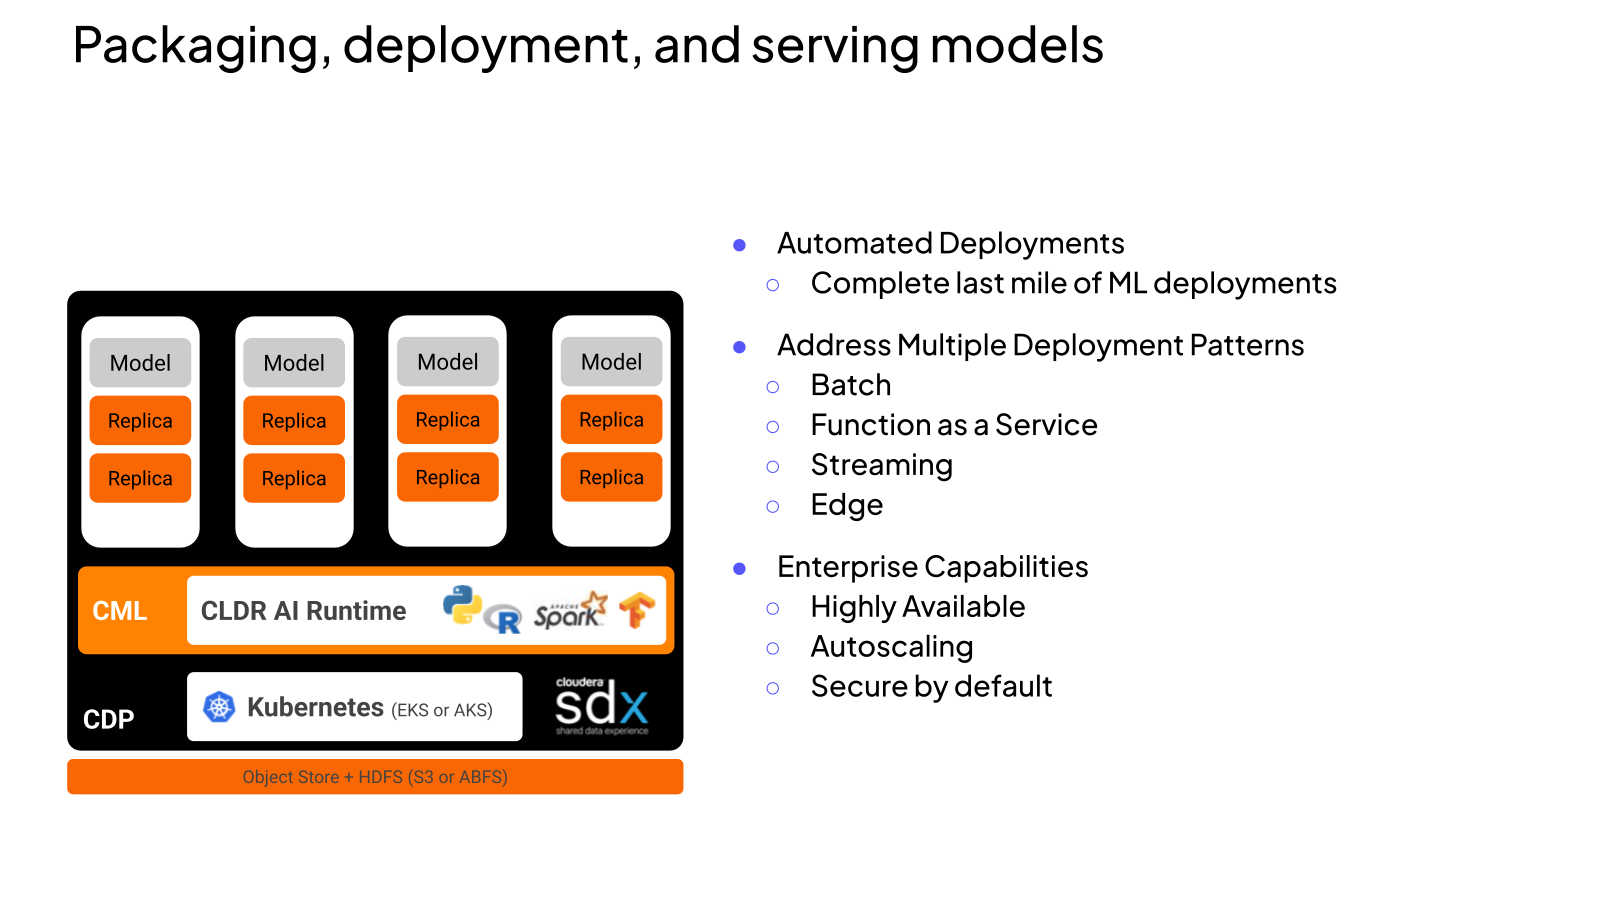 Packaging, deployment, and serving models
Model
Replica
Replica
Model
Replica
Replica
Model
Replica
Replica
Model
Replica
Replica
CML
CLDR AI Runtime
R
APACHE
Spark
CDP
Kubernetes (EKS or AKS)
cloudera
sdx
shared data experience
Object Store + HDFS (S3 or ABFS)
● Automated Deployments
○ Complete last mile of ML deployments
● Address Multiple Deployment Patterns
○ Batch
○ Function as a Service
○ Streaming
○ Edge
● Enterprise Capabilities
○ Highly Available
○ Autoscaling
○ Secure by default